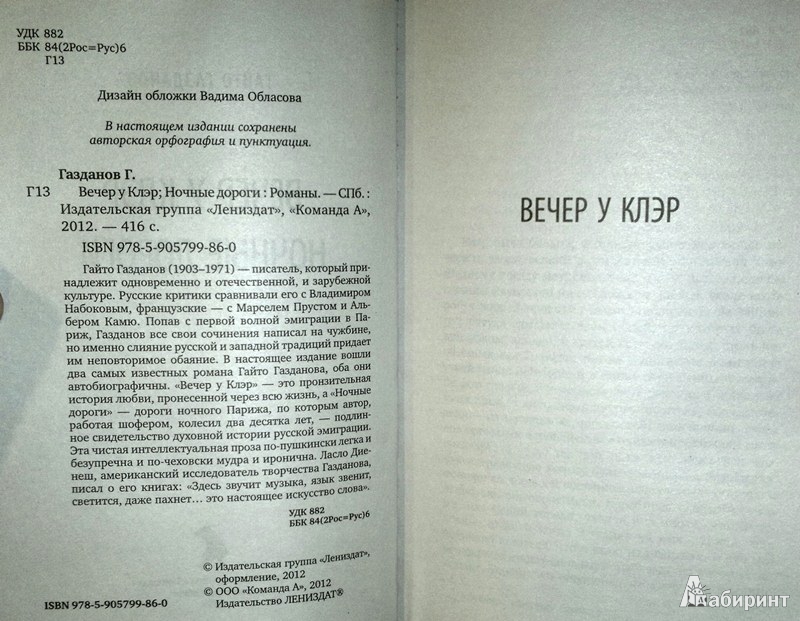 УДК 882
ББК 84(2Рос=Рус)6
Г13
Дизайн обложки Вадима Обласова
В настоящем издании сохранены
авторская орфография и пунктуация.
Газданов Г.
Г13 Вечер у Клэр; Ночные дороги : Романы. — СПб. :
Издательская группа «Лениздат», «Команда А»,
2012. — 416 с.
ISBN 978-5-905799-86-0
Гайто Газданов (1903–1971) — писатель, который при-
надлежит одновременно и отечественной, и зарубежной
культуре. Русские критики сравнивали его с Владимиром
Набоковым, французские — с Марселем Прустом и Аль-
бером Камю. Попав с первой волной эмиграции в Па-
риж, Газданов все свои сочинения написал на чужбине,
но именно слияние русской и западной традиций придает
им неповторимое обаяние. В настоящее издание вошли
два самых известных романа Гайто Газданова, оба они
автобиографичны. «Вечер у Клэр» — это пронзительная
история любви, пронесенной через всю жизнь, а «Ночные
дороги» — дороги ночного Парижа, по которым автор,
работая шофером, колесил два десятка лет, — подлин-
ное свидетельство духовной истории русской эмиграции.
Эта чистая интеллектуальная проза по-пушкински легка и
безупречна и по-чеховски мудра и иронична. Ласло Дие-
неш, американский исследователь творчества Газданова,
писал о его книгах: «Здесь звучит музыка, язык звенит,
светится, даже пахнет... это настоящее искусство слова».
УДК 882
ББК 84(2Рос=Рус)6
© Издательская группа «Лениздат»,
оформление, 2012
© ООО «Команда А», 2012
Издательство ЛЕНИЗДАТ®
ISBN 978-5-905799-86-0
ВЕЧЕР У КЛЭР
Лабиринт